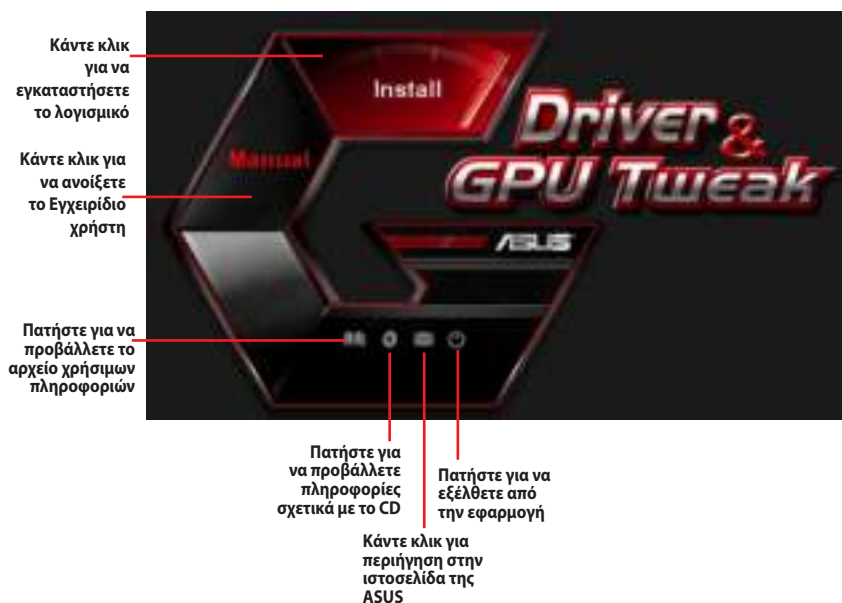 Κάντε κλικ
για να
εγκαταστήσετε
το λογισμικό
Install
Driver &
GPU Tweak
Κάντε κλικ για
να ανοίξετε
το Εγχειρίδιο
χρήστη
Manual
ASUS
Πατήστε για να
προβάλλετε το
αρχείο χρήσιμων
πληροφοριών
Πατήστε για
να προβάλλετε
πληροφορίες
σχετικά με το CD
Πατήστε για να
εξέλθετε από
την εφαρμογή
Κάντε κλικ για
περιήγηση στην
ιστοσελίδα της
ASUS